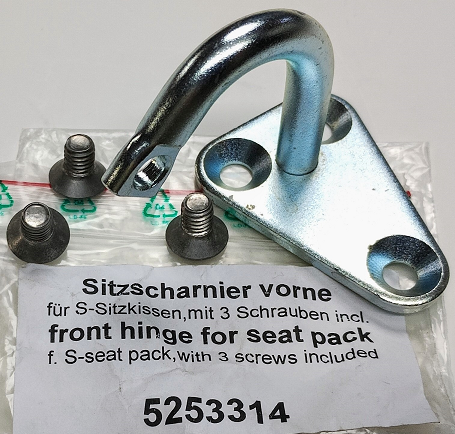 Sitzscharnier vorne
für S-Sitzkissen,mit 3 Schrauben incl.
front hinge for seat pack
f. S-seat pack,with 3 screws included
5253314